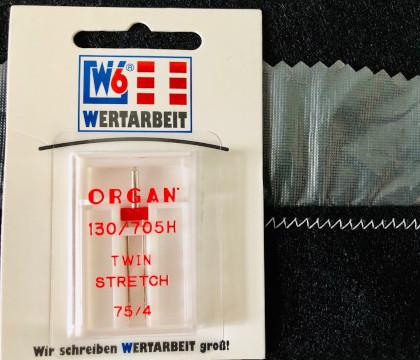 W6®
WERTARBEIT
ORGAN
130/705H
TWIN
STRETCH
75/4
Wir schreiben WERTARBEIT groß!